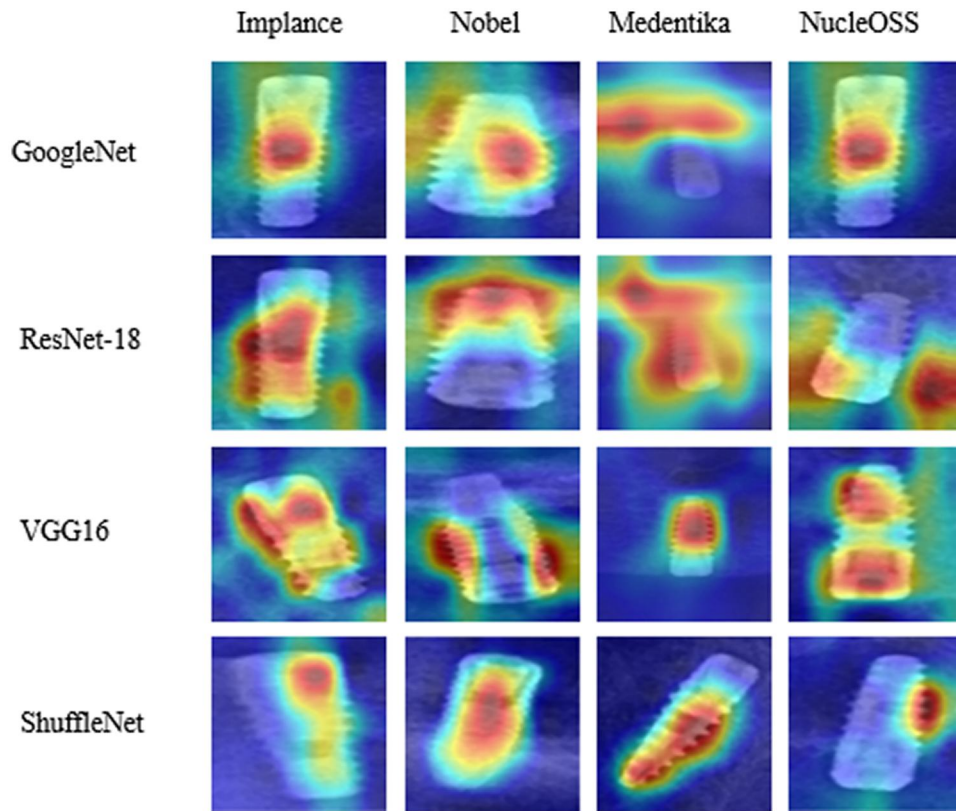 Implance Nobel Medentika NucleOSS
GoogleNet
ResNet-18
VGG16
ShuffleNet